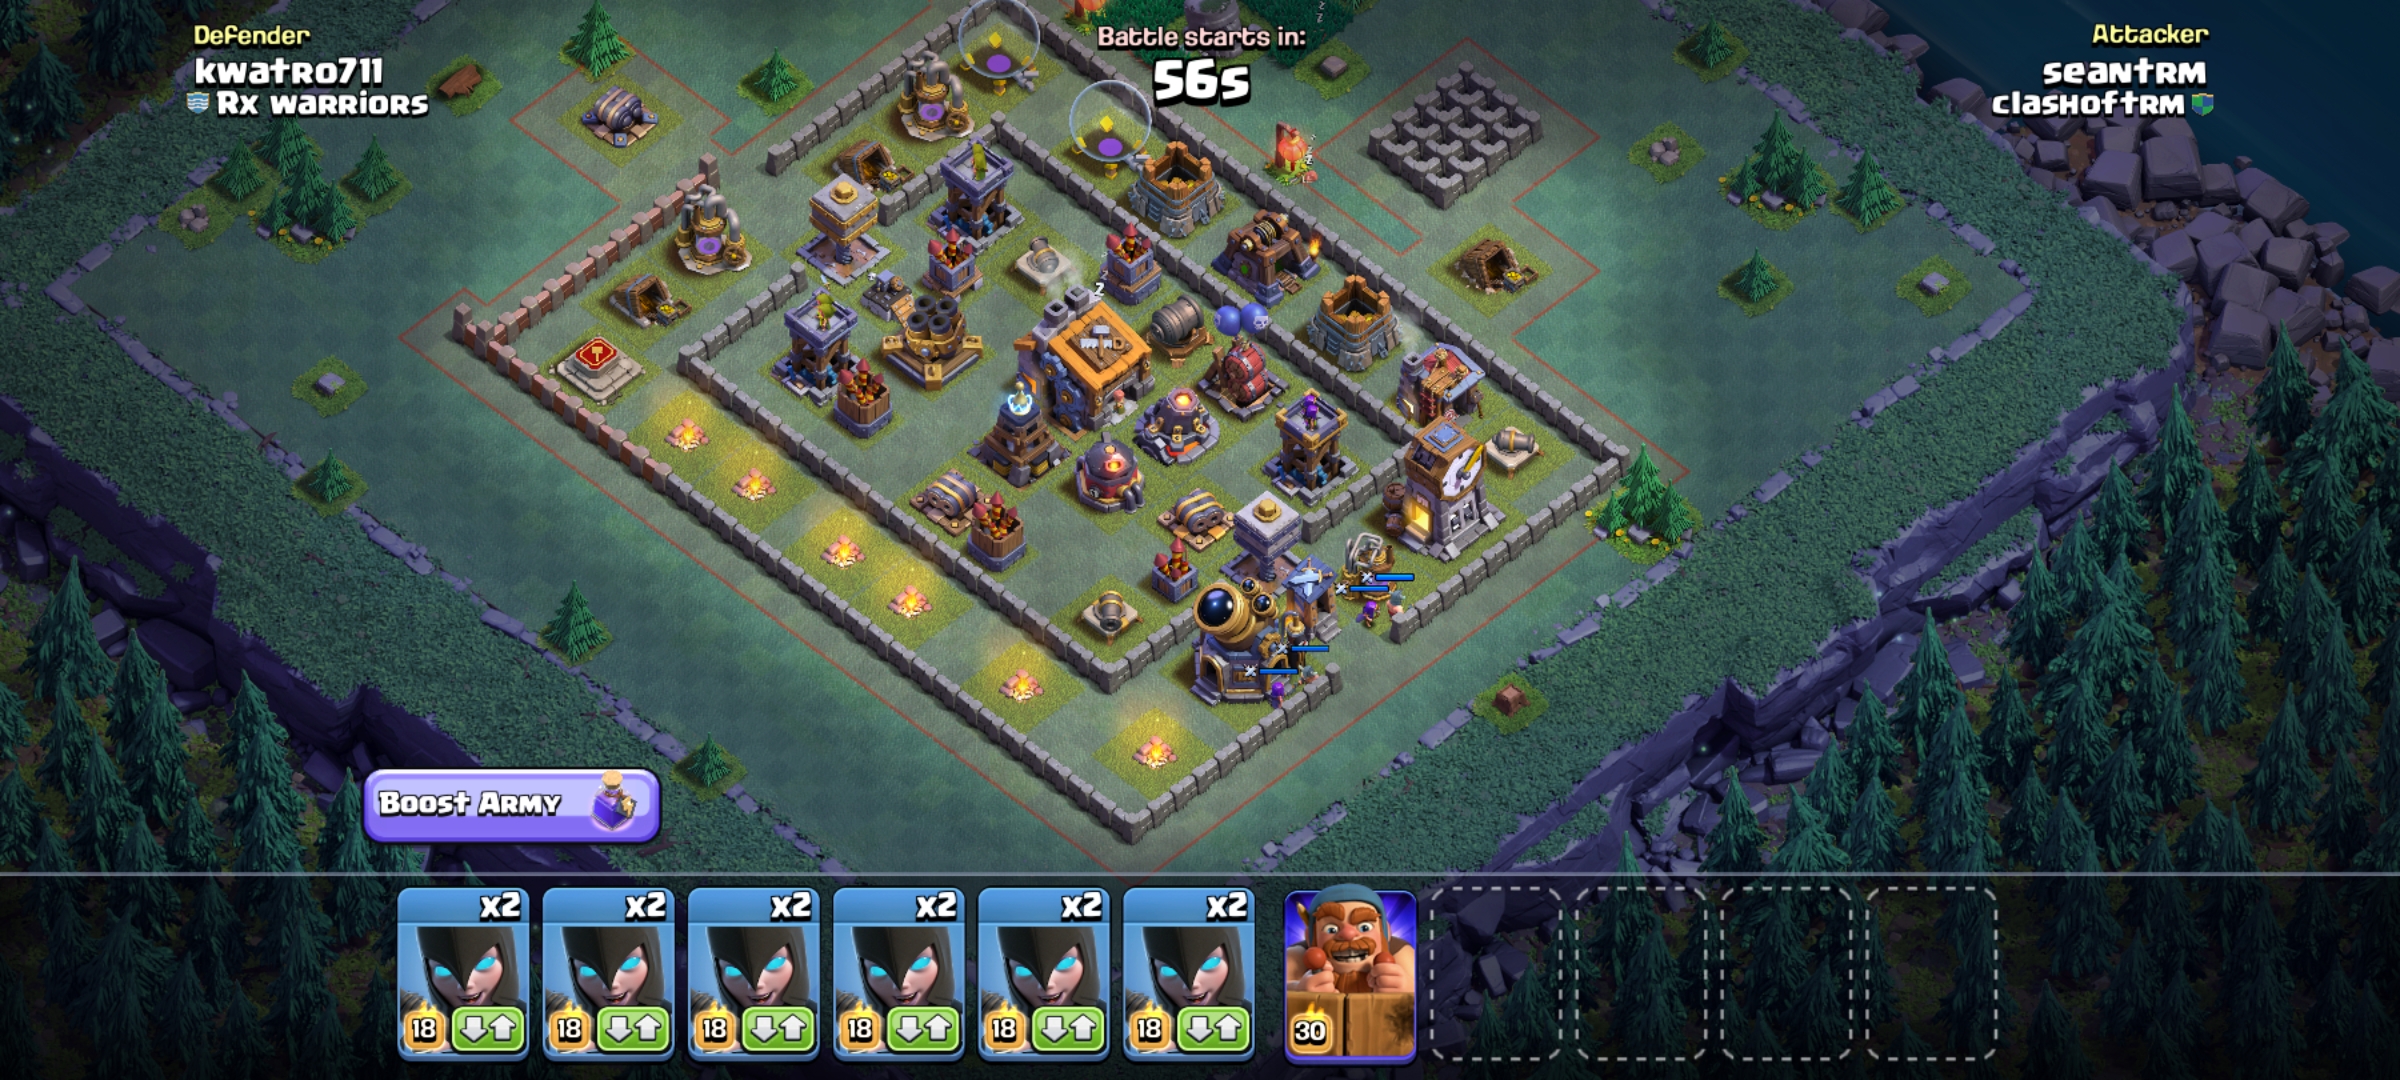 Defender
kwatro711
Rx warriors
Battle starts in:
56s
Attacker
seantRM
clashoftRM
Boost Army
x2
x2
x2
x2
x2
x2
18
18
18
18
18
18
30